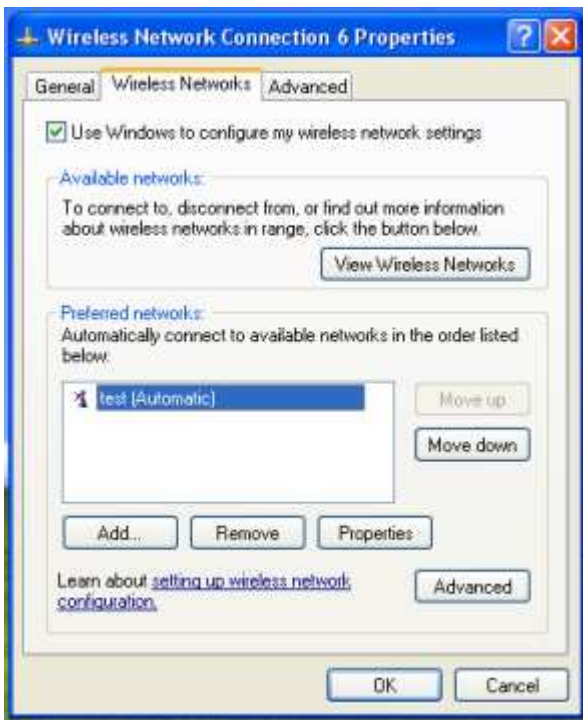 Wireless Network Connection 6 Properties
General Wireless Networks Advanced
Use Windows to configure my wireless network settings
Available networks:
To connect to, disconnect from, or find out more information
about wireless networks in range, click the button below.
View Wireless Networks
Preferred networks:
Automatically connect to available networks in the order listed
below:
test (Automatic)
Move up
Move down
Add... Remove Properties
Learn about setting up wireless network
configuration.
Advanced
OK Cancel